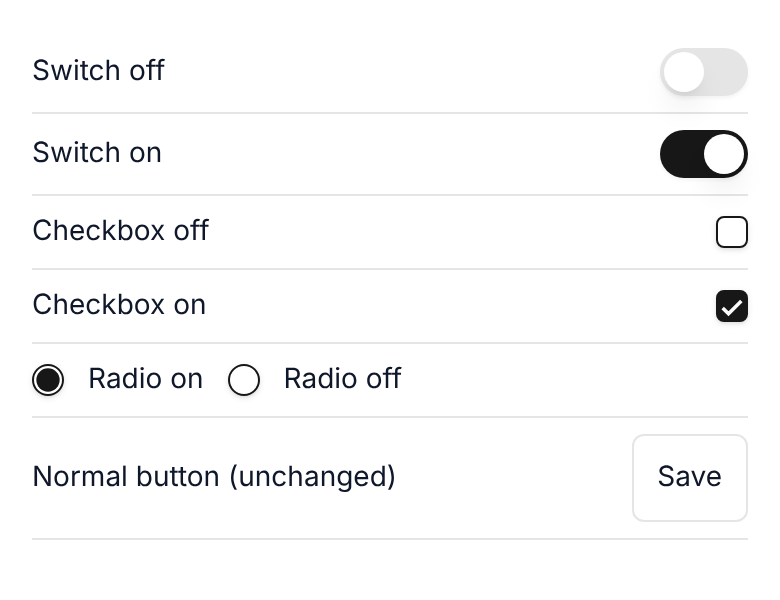 Switch off
Switch on
Checkbox off
Checkbox on
Radio on Radio off
Normal button (unchanged) Save